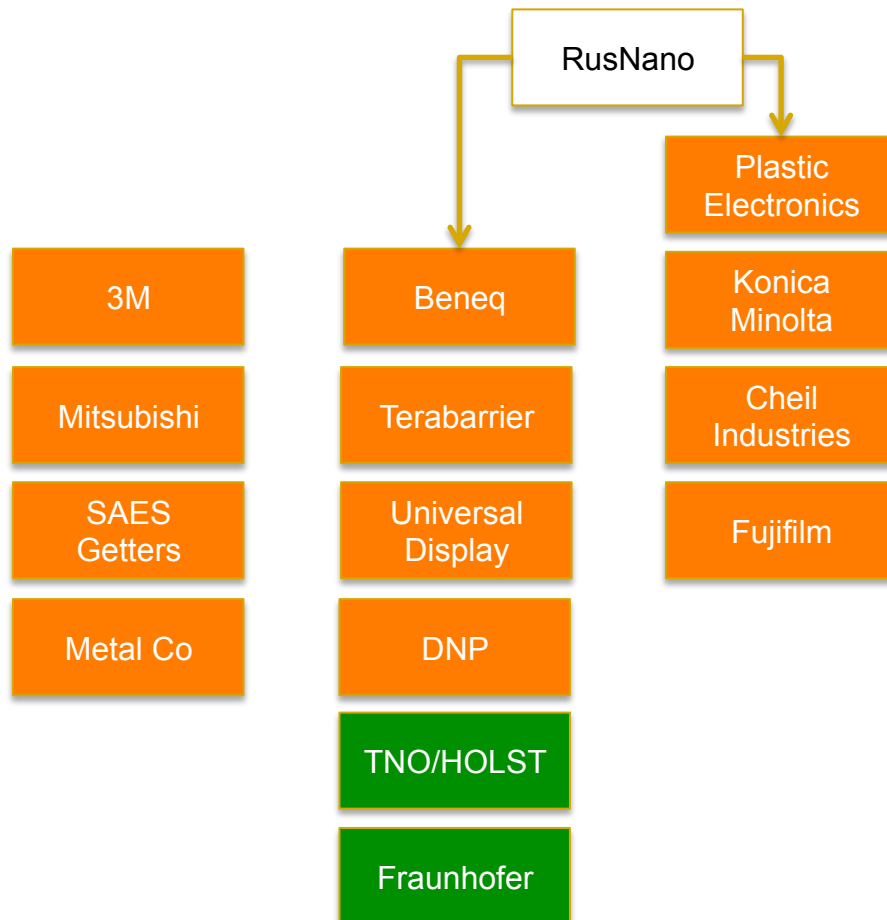 RusNano
Plastic
Electronics
3M
Beneq
Konica
Minolta
Mitsubishi
Terabarrier
Cheil
Industries
SAES
Getters
Universal
Display
Fujifilm
Metal Co
DNP
TNO/HOLST
Fraunhofer